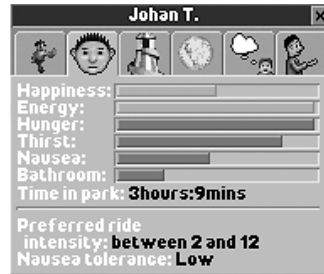 Johan T.
x
Happiness:
Energy:
Hunger:
Thirst:
Nausea:
Bathroom:
Time in park: 3hours:9mins
Preferred ride
intensity: between 2 and 12
Nausea tolerance: Low